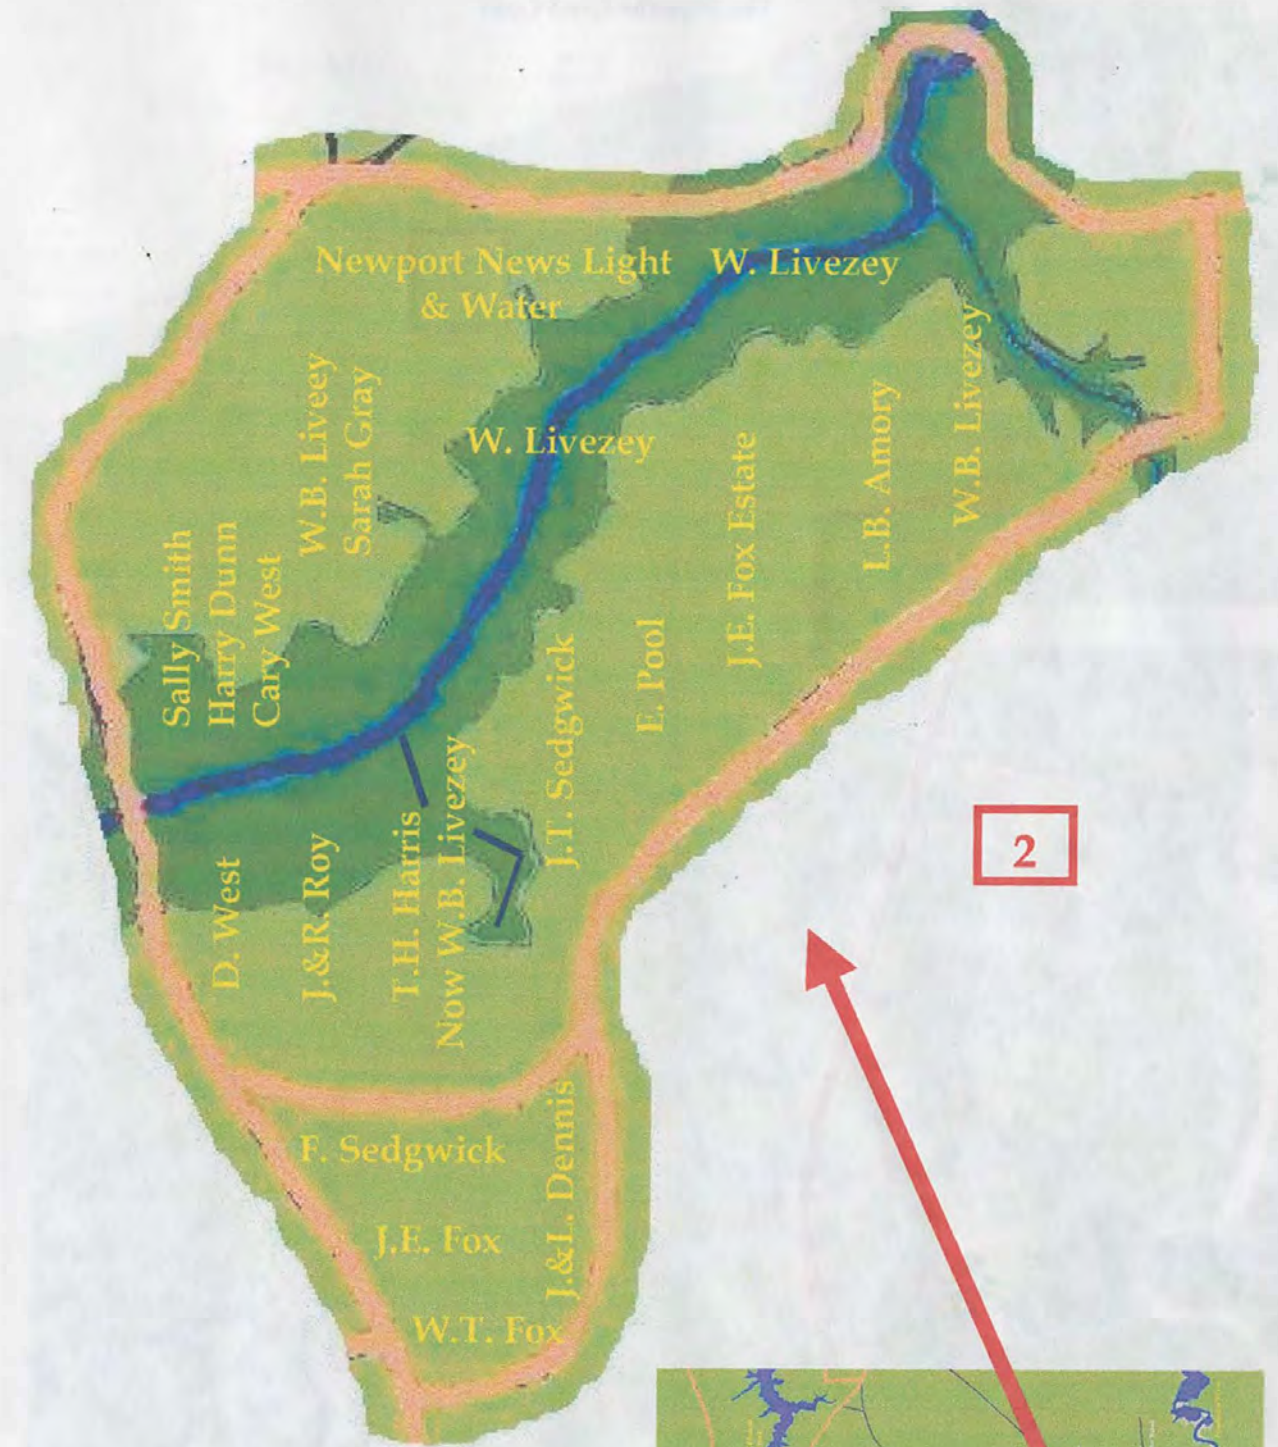 Newport News Light
& Water
W. Livezey
W.B. Liveey
Sarah Gray
W. Livezey
W.B. Livezey
L.B. Amory
J.E. Fox Estate
Sally Smith
Harry Dunn
Cary West
E. Pool
J.T. Sedgwick
D. West
J.&R. Roy
T.H. Harris
Now W.B. Livezey
2
F. Sedgwick
J.&L. Dennis
J.E. Fox
W.T. Fox